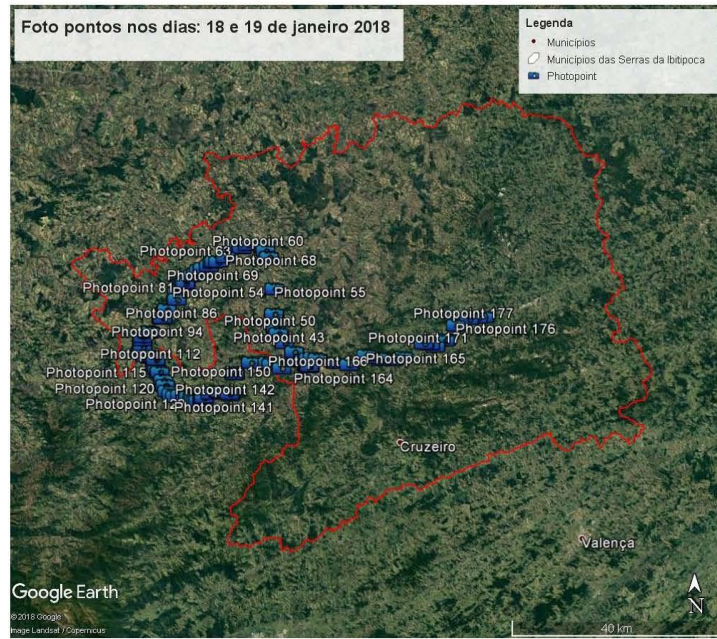 Foto pontos nos dias: 18 e 19 de janeiro 2018
Legenda
Municípios
Municípios das Serras da Ibitipoca
Photopoint
Photopoint 60
Photopoint 63
Photopoint 68
Photopoint 69
Photopoint 81
Photopoint 54
Photopoint 55
Photopoint 86
Photopoint 50
Photopoint 177
Photopoint 94
Photopoint 43
Photopoint 176
Photopoint 171
Photopoint 112
Photopoint 166
Photopoint 165
Photopoint 115
Photopoint 150
Photopoint 164
Photopoint 120
Photopoint 142
Photopoint
Photopoint 141
Cruzeiro
Valença
Google Earth
©2018 Google
Image Landsat / Copernicus
N
40 km